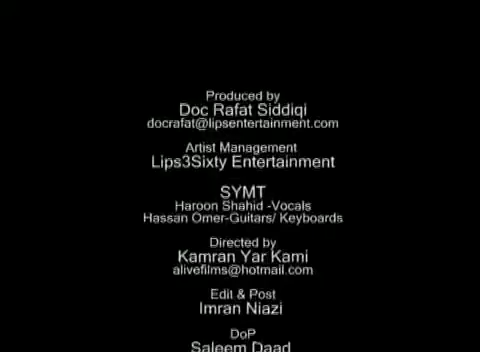 Produced by
Doc Rafat Siddiqi
docrafat@lipsentertainment.com
Artist Management
Lips3Sixty Entertainment
SYMT
Haroon Shahid -Vocals
Hassan Omer-Guitars/ Keyboards
Directed by
Kamran Yar Kami
alivefilms@hotmail.com
Edit & Post
Imran Niazi
DoP
Saleem Daad